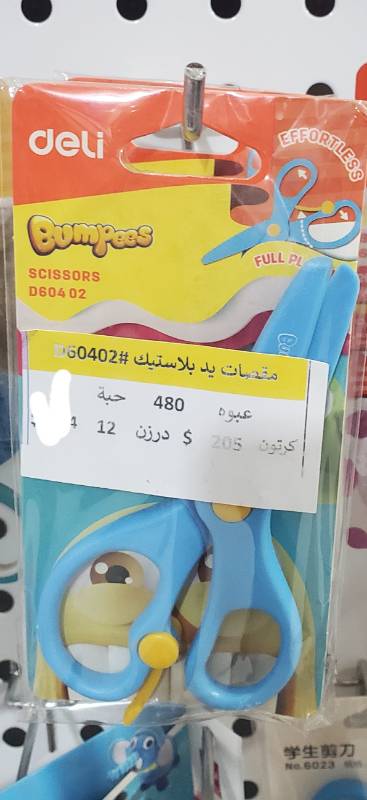 deli
EFFORTLESS
Bumpees
FULL
SCISSORS
D604 02
مقصات يد بلاستيك #D60402
عبوه 480 حبة
كرتون 205 $ درزن 12
学生剪刀
No.6023